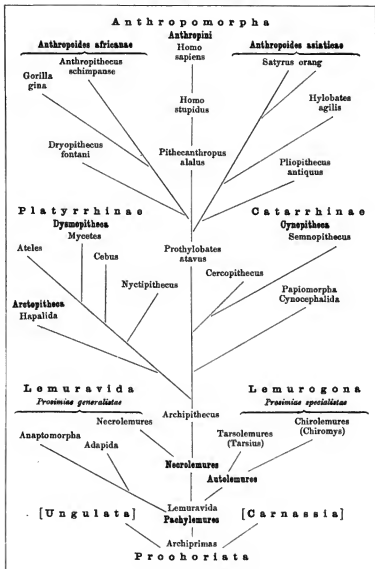 Anthropomorpha
Anthropini
Anthropoides africanae
Homo
sapiens
Anthropoides asiaticae
Anthropithecus
schimpanse
Satyrus orang
Gorilla
gina
Hylobates
agilis
Homo
stupidus
Dryopithecus
fontani
Pithecanthropus
alalus
Pliopithecus
antiquus
Platyrrhinae
Dysmopitheca
Mycetes
Catarrhinae
Cynopitheca
Semnopithecus
Ateles
Cebus
Prothylobates
atavus
Cercopithecus
Nyctipithecus
Arctopitheca
Hapalida
Papiomorpha
Cynocephalida
Lemuravida
Prosimiae generalistae
Lemurogona
Prosimiae specialistae
Archipithecus
Necrolemures
Chirolemures
(Chiromys)
Anaptomorpha
Tarsolemures
(Tarsius)
Adapida
Necrolemures
Autolemures
Lemuravida
Pachylemures
[Ungulata]
[Carnassia]
Archiprimas
Prochoriata